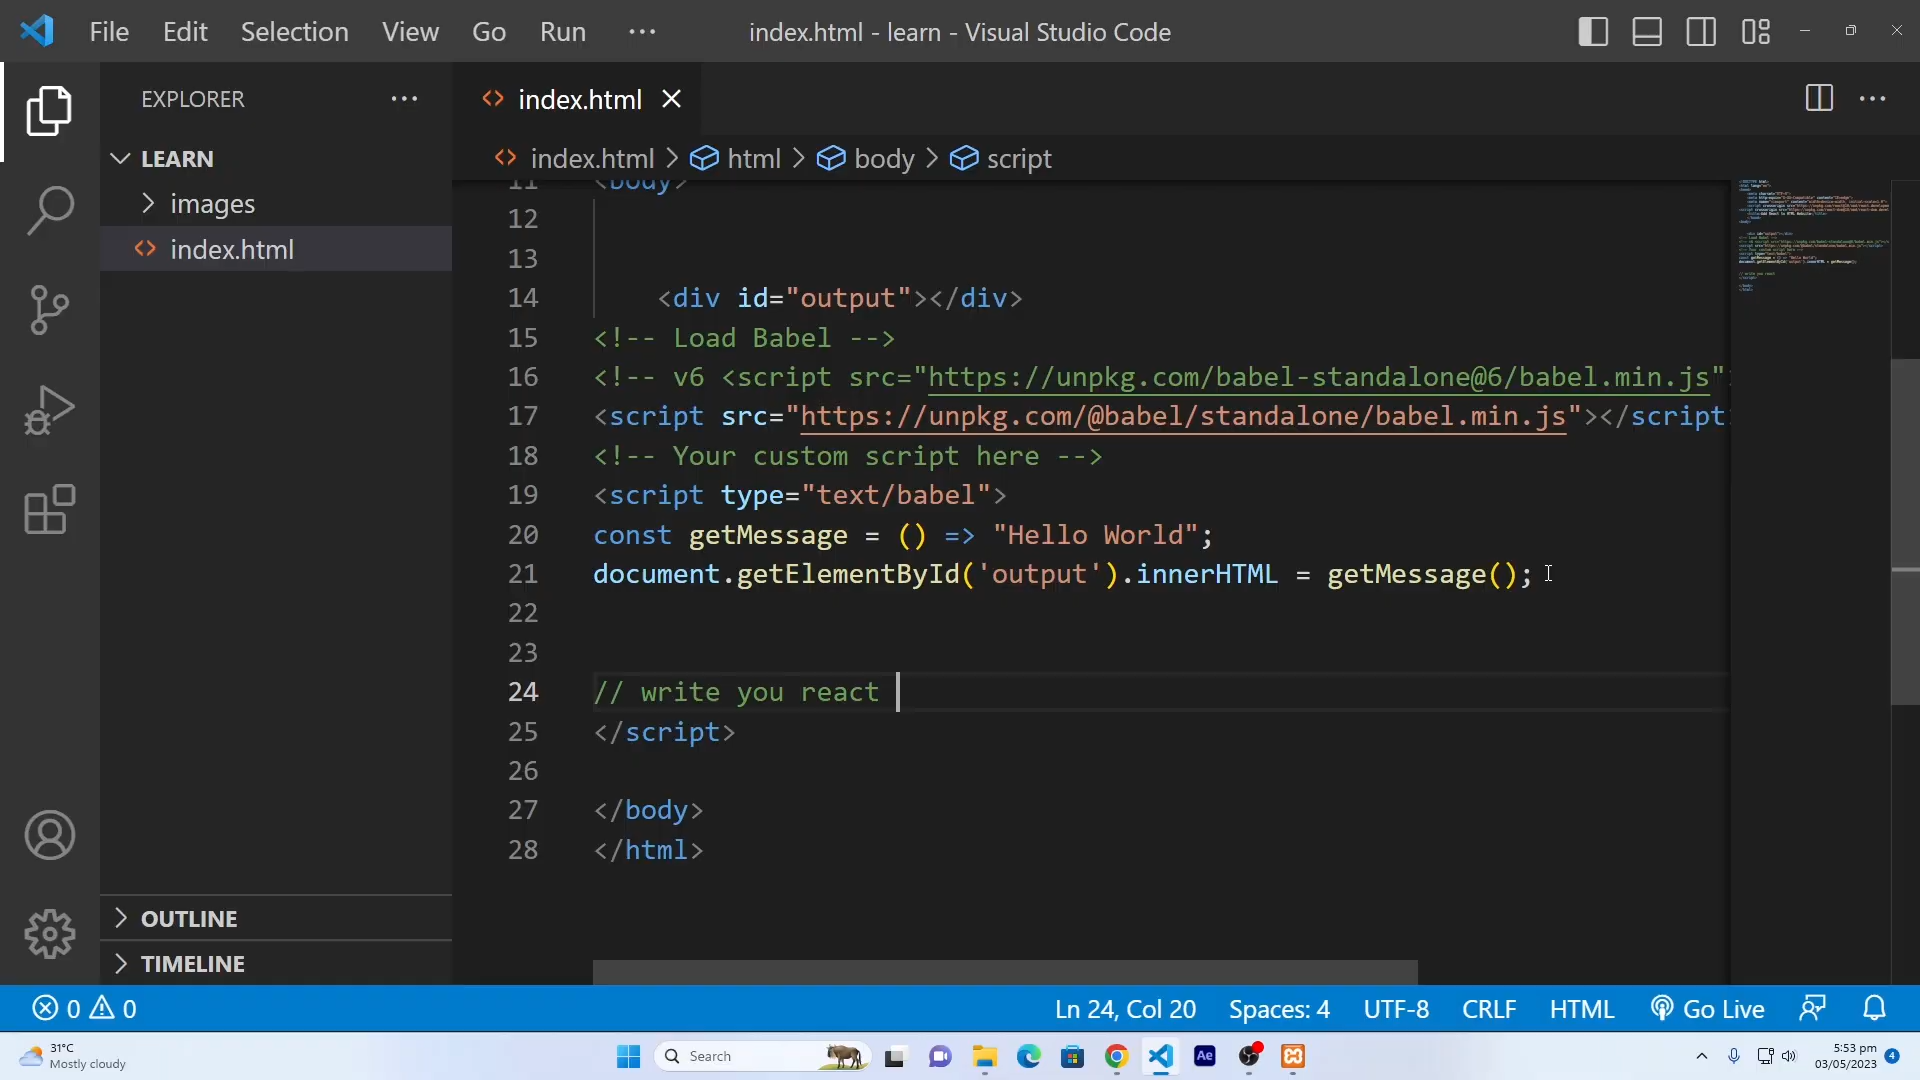 File Edit Selection View Go Run ··· index.html - learn - Visual Studio Code
EXPLORER ···
LEARN
images
index.html
OUTLINE
TIMELINE
index.html
index.html > html > body > script
11 <body>
12
13
14 <div id="output"></div>
15 <!-- Load Babel -->
16 <!-- v6 <script src="https://unpkg.com/babel-standalone@6/babel.min.js"
17 <script src="https://unpkg.com/@babel/standalone/babel.min.js"></script
18 <!-- Your custom script here -->
19 <script type="text/babel">
20 const getMessage = () => "Hello World";
21 document.getElementById('output').innerHTML = getMessage();
22
23
24 // write you react
25 </script>
26
27 </body>
28 </html>
0 0 Ln 24, Col 20 Spaces: 4 UTF-8 CRLF HTML Go Live
31°C
Mostly cloudy
Search
Ae
5:53 pm
03/05/2023
4